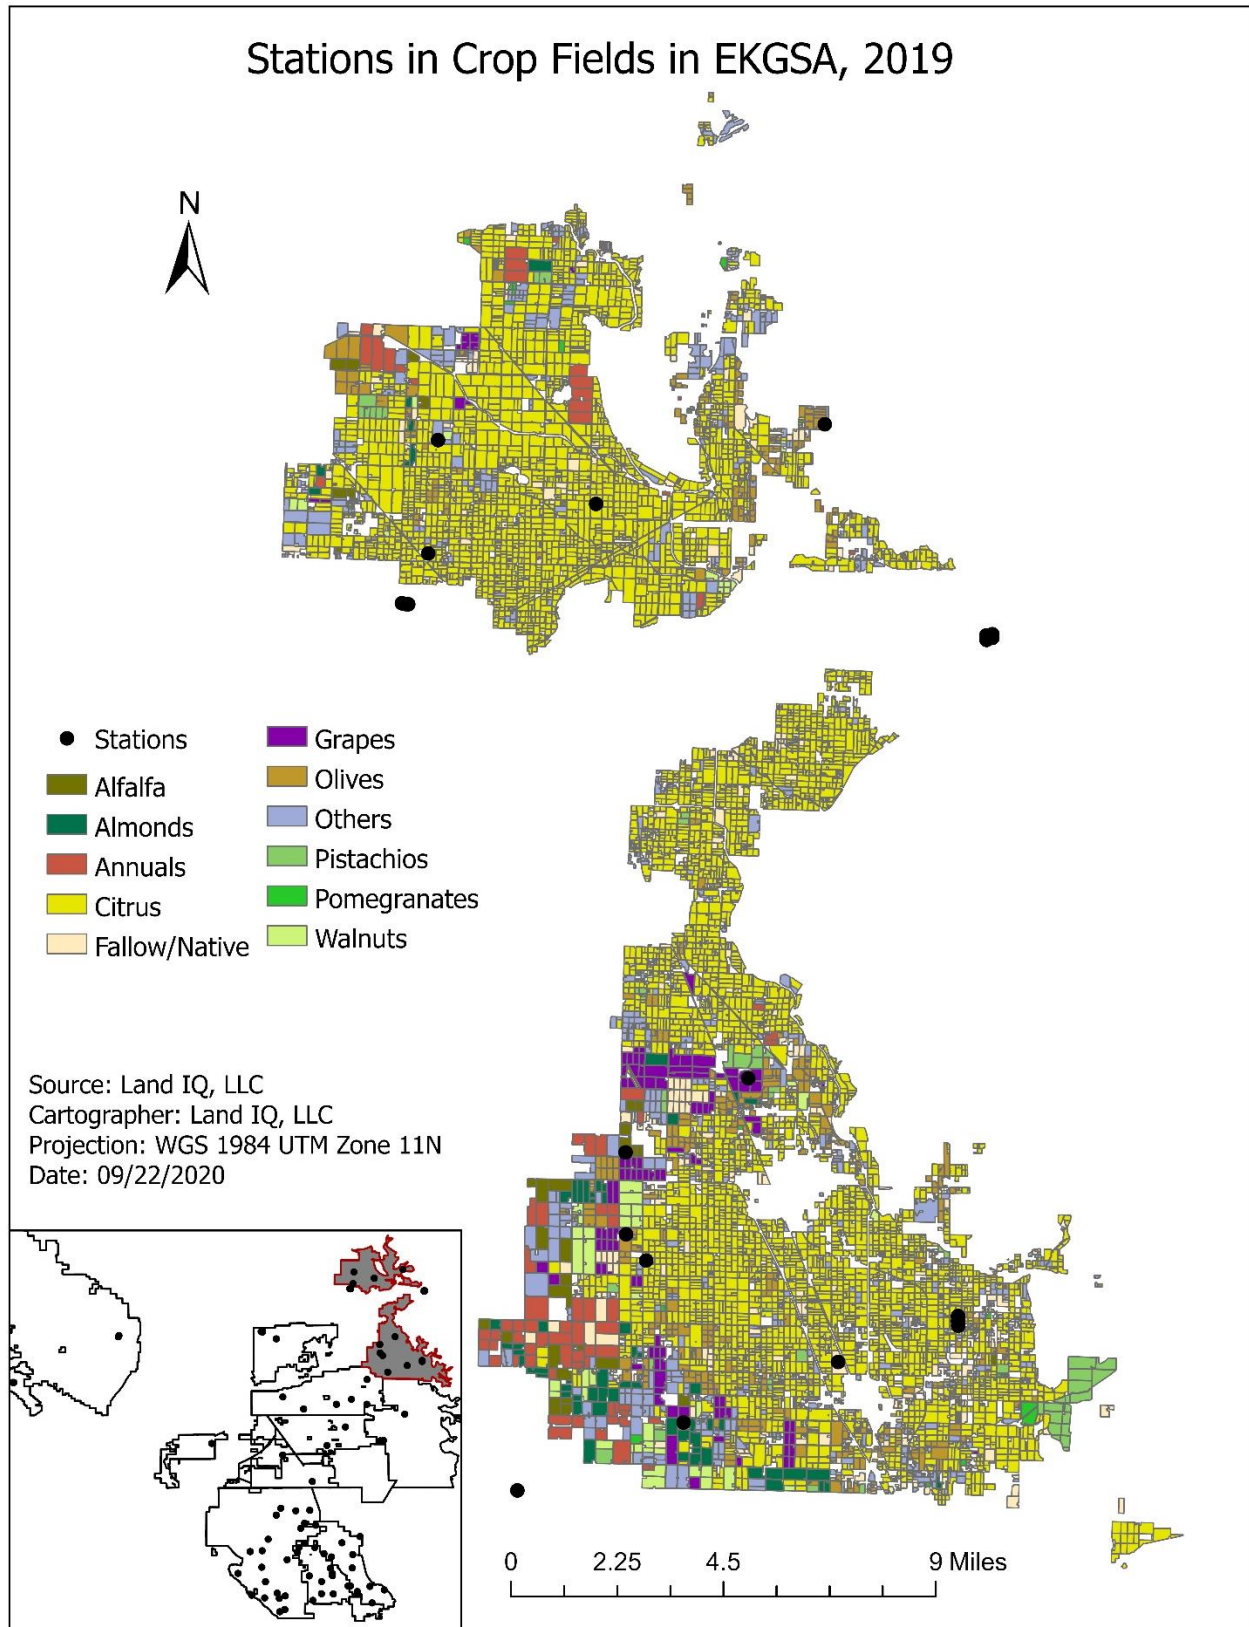 Stations in Crop Fields in EKGSA, 2019
N
Stations
Alfalfa
Almonds
Annuals
Citrus
Fallow/Native
Grapes
Olives
Others
Pistachios
Pomegranates
Walnuts
Source: Land IQ, LLC
Cartographer: Land IQ, LLC
Projection: WGS 1984 UTM Zone 11N
Date: 09/22/2020
0 2.25 4.5 9 Miles